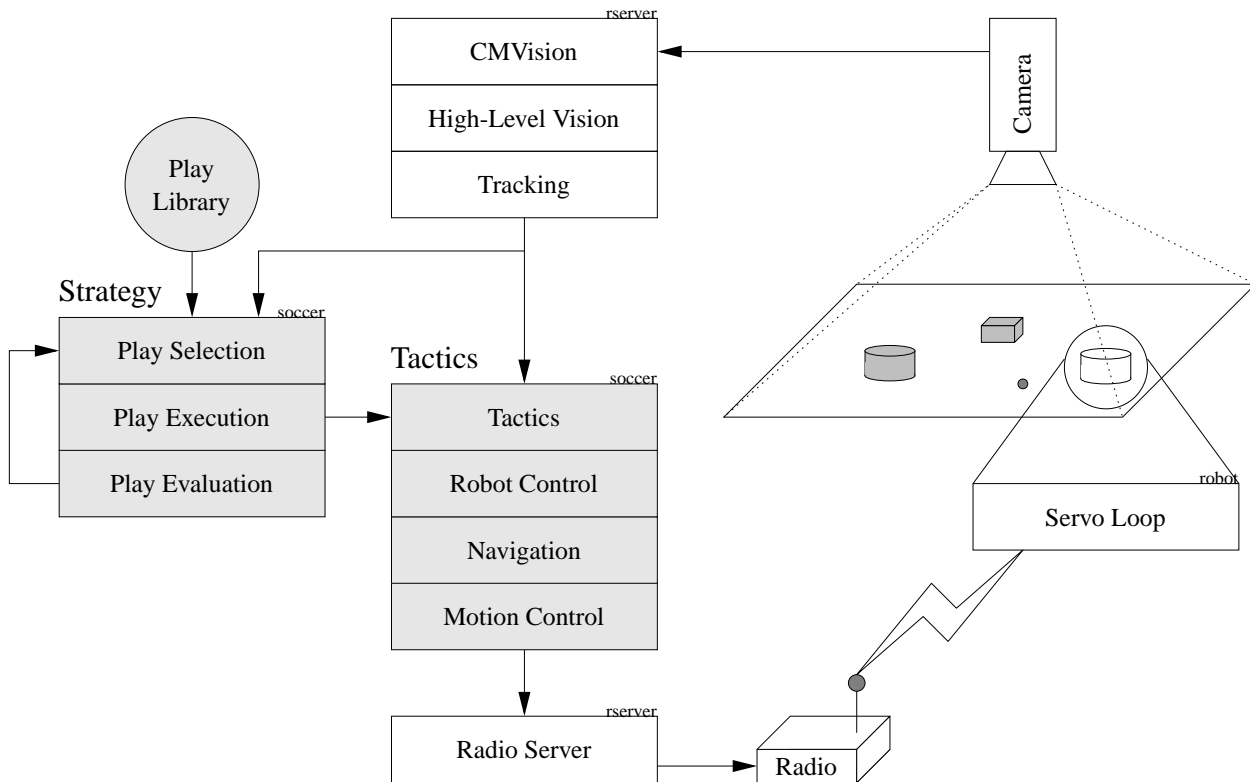 rserver
CMVision
High-Level Vision
Tracking
Camera
Play
Library
Strategy
soccer
Play Selection
Play Execution
Play Evaluation
Tactics
soccer
Tactics
Robot Control
Navigation
Motion Control
robot
Servo Loop
rserver
Radio Server
Radio